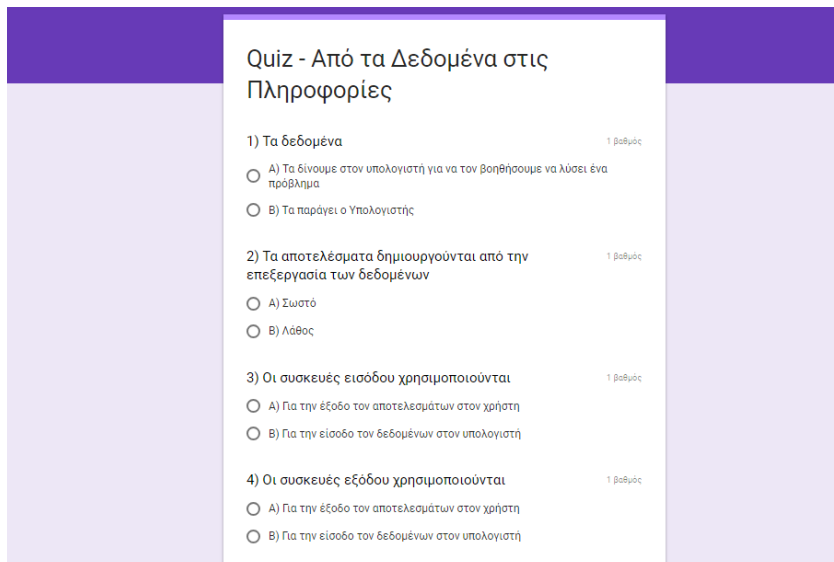 Quiz - Από τα Δεδομένα στις
Πληροφορίες
1) Τα δεδομένα
1 βαθμός
Α) Τα δίνουμε στον υπολογιστή για να τον βοηθήσουμε να λύσει ένα
πρόβλημα
Β) Τα παράγει ο Υπολογιστής
2) Τα αποτελέσματα δημιουργούνται από την
1 βαθμός
επεξεργασία των δεδομένων
Α) Σωστό
Β) Λάθος
3) Οι συσκευές εισόδου χρησιμοποιούνται
1 βαθμός
Α) Για την έξοδο τον αποτελεσμάτων στον χρήστη
Β) Για την είσοδο τον δεδομένων στον υπολογιστή
4) Οι συσκευές εξόδου χρησιμοποιούνται
1 βαθμός
Α) Για την έξοδο τον αποτελεσμάτων στον χρήστη
Β) Για την είσοδο τον δεδομένων στον υπολογιστή